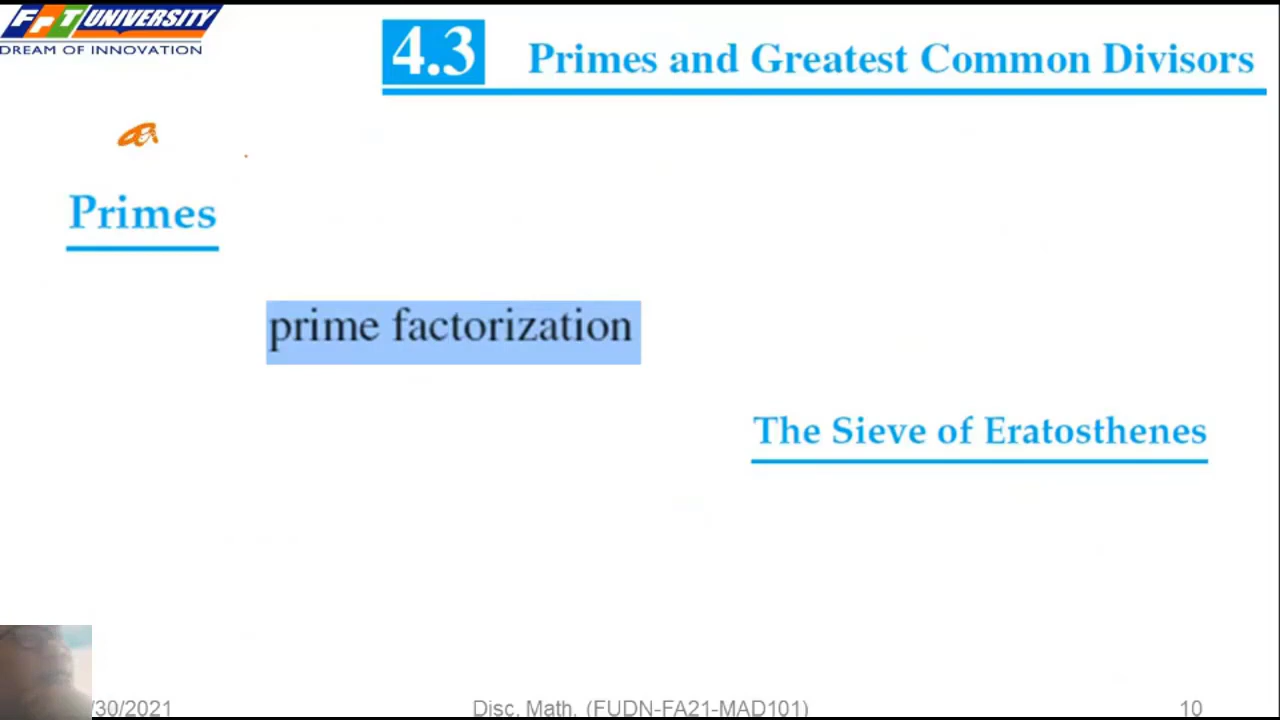 FPT UNIVERSITY
DREAM OF INNOVATION
4.3 Primes and Greatest Common Divisors
Primes
prime factorization
The Sieve of Eratosthenes
/30/2021
Disc. Math. (FUDN-FA21-MAD101)
10